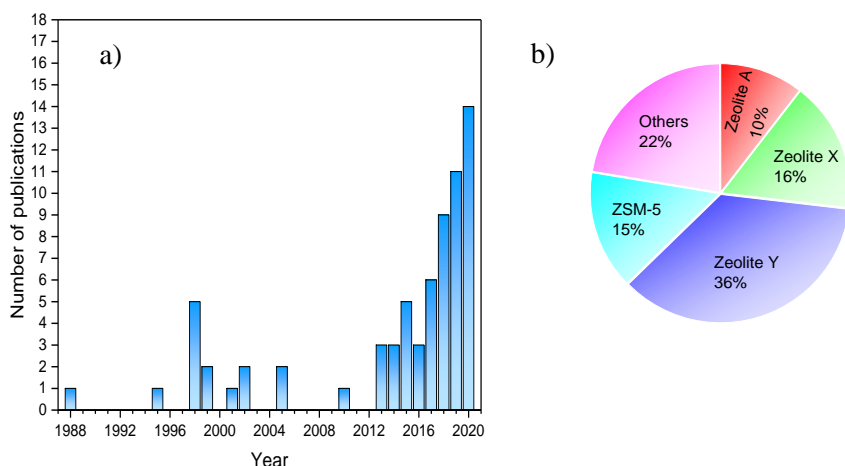 a)
18
17
16
15
14
13
12
11
10
9
8
7
6
5
4
3
2
1
0
Number of publications
1988 1992 1996 2000 2004 2008 2012 2016 2020
Year
b)
Zeolite A
10%
Zeolite X
16%
Zeolite Y
36%
ZSM-5
15%
Others
22%